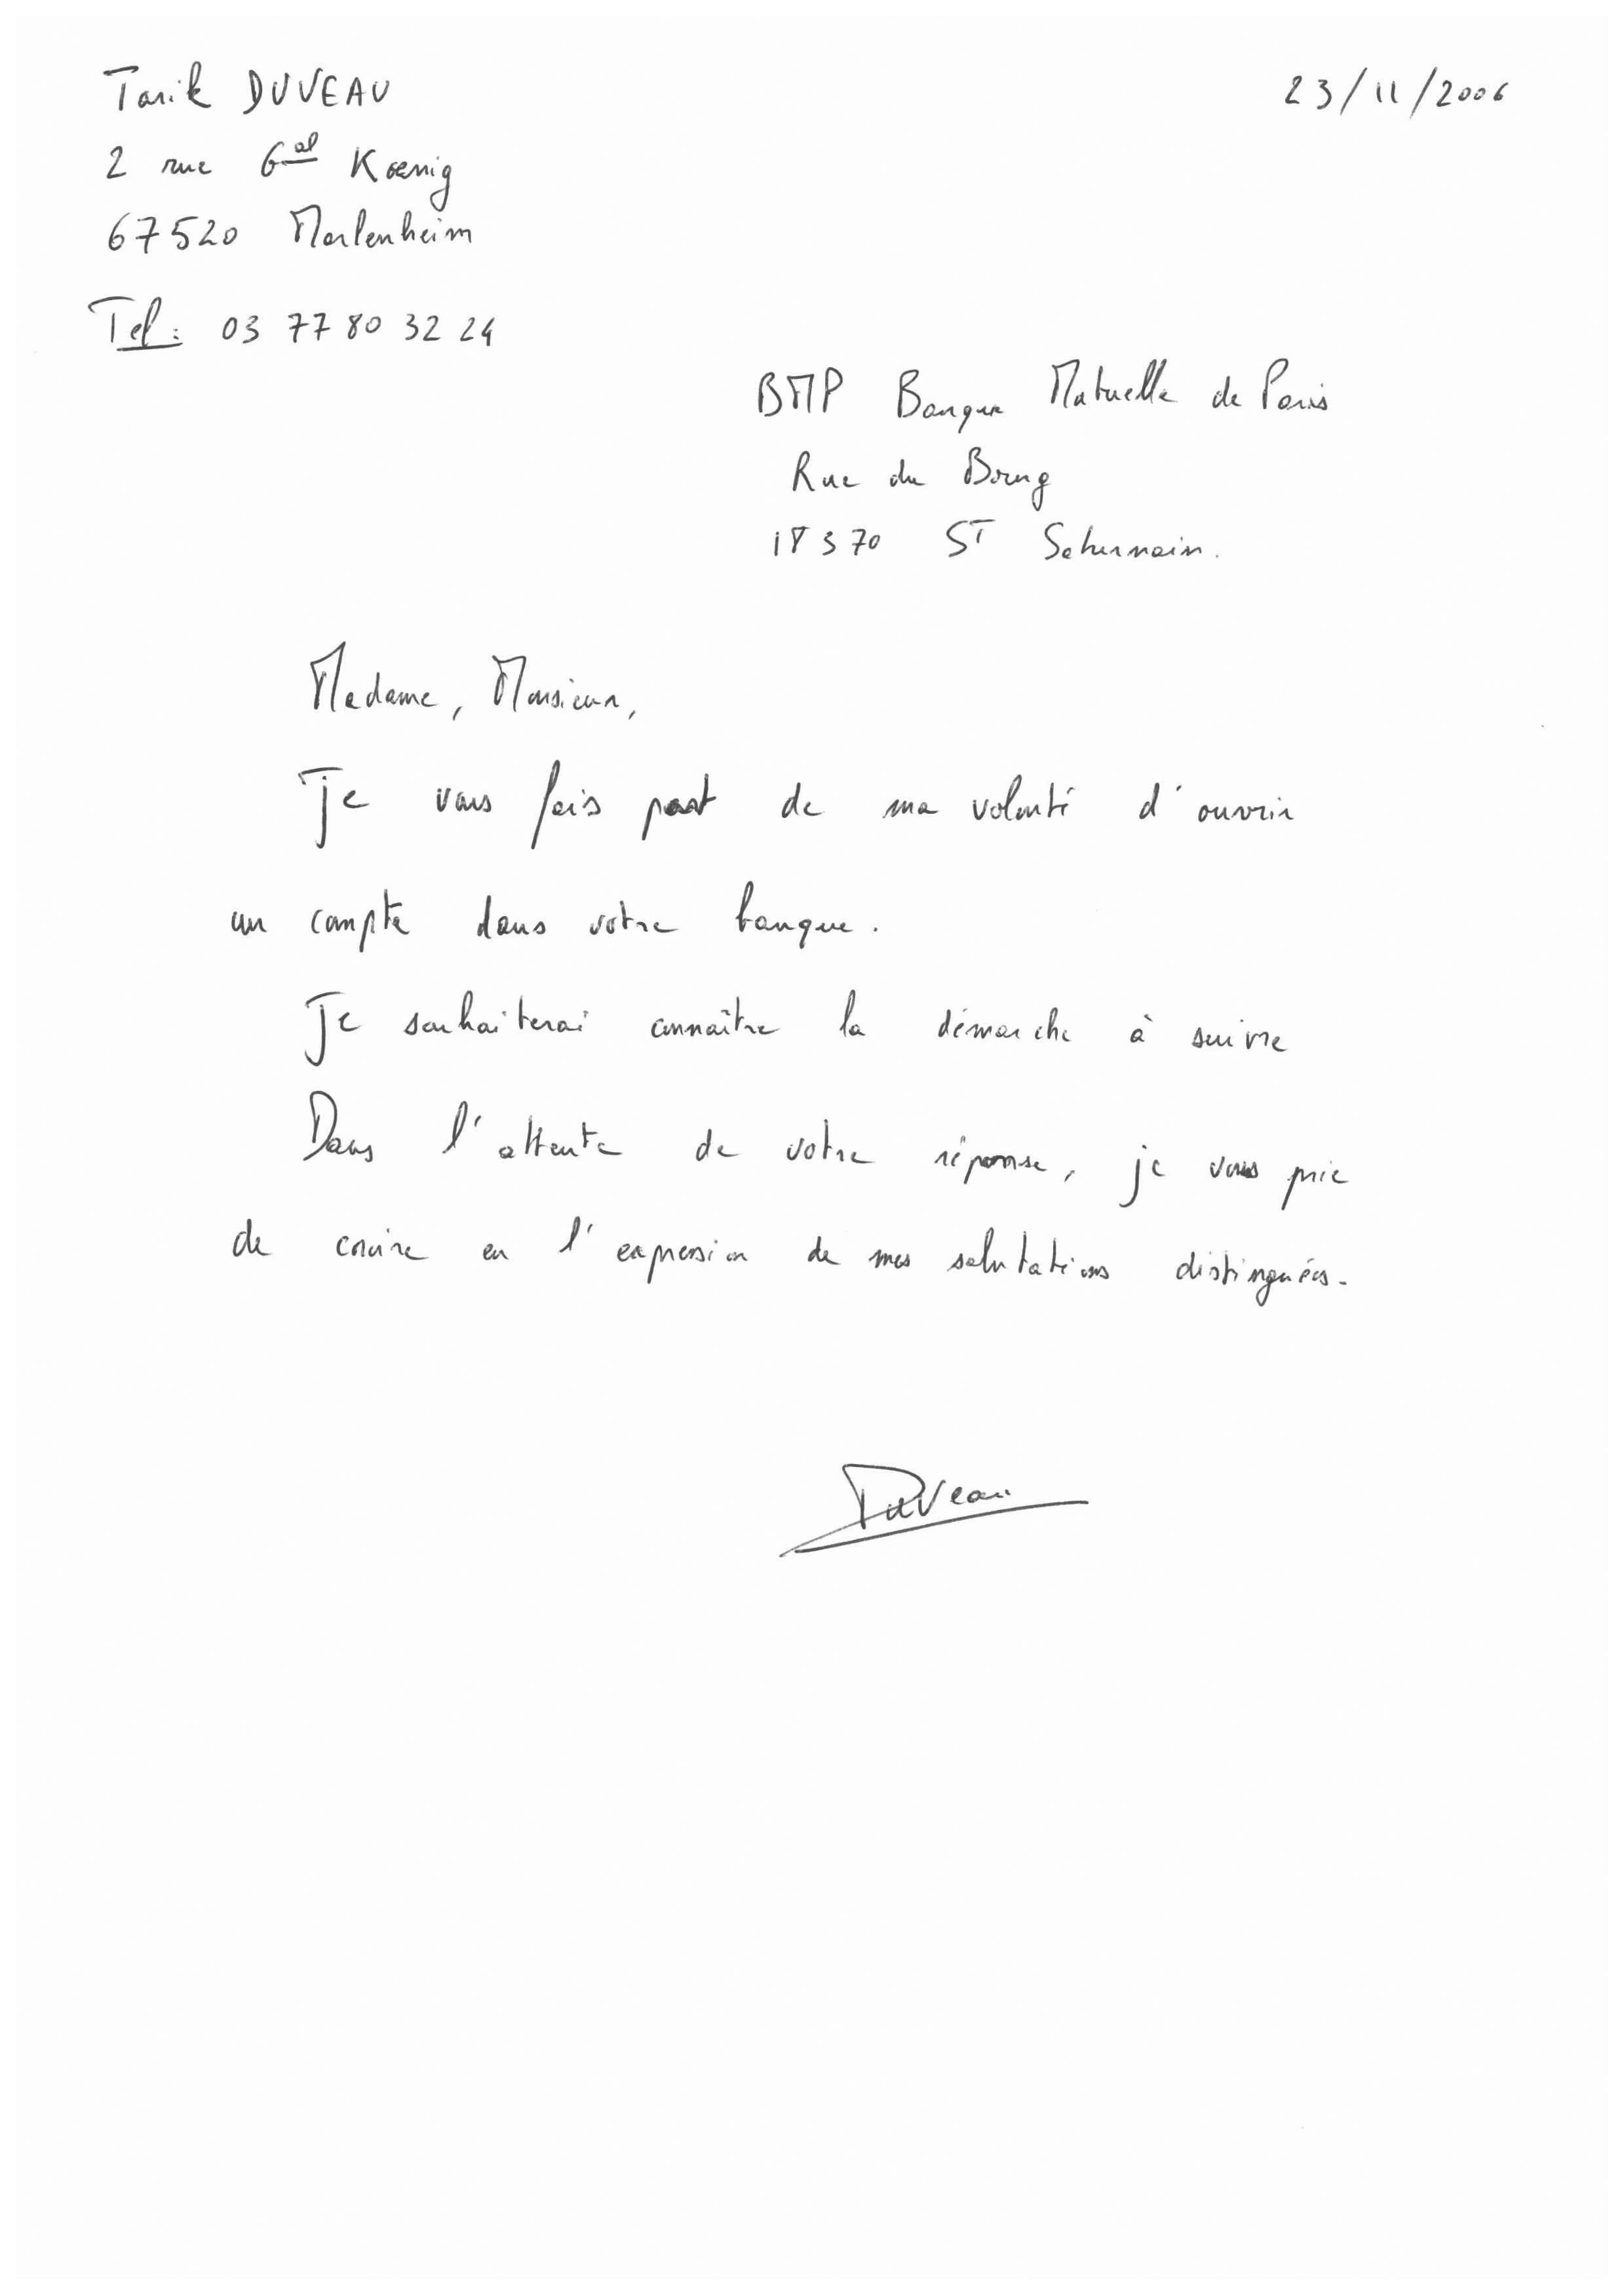 Tarik DUVEAU
23/11/2006
2 rue Gal Koenig
67520 Marlenheim
Tel: 03 77 80 32 24
BMP Banque Mutuelle de Paris
Rue du Bourg
18370 ST Saturnain.
Madame, Monsieur,
Je vous fais part de ma volonté d'ouvrir
un compte dans votre banque.
Je souhaiterai connaître la démarche à suivre
Dans l'attente de votre réponse, je vous prie
de croire en l'expression de mes salutations distinguées.
Duveau